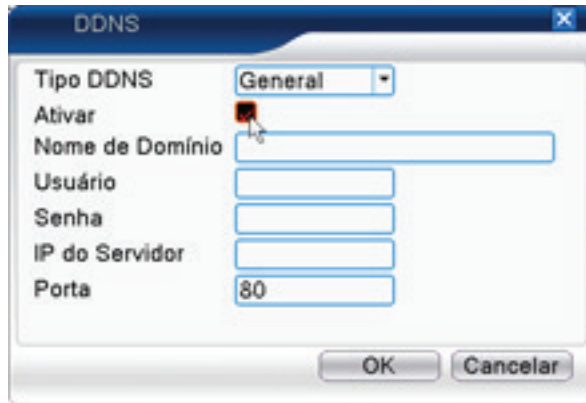 DDNS
Tipo DDNS General
Ativar
Nome de Domínio
Usuário
Senha
IP do Servidor
Porta 80
OK Cancelar